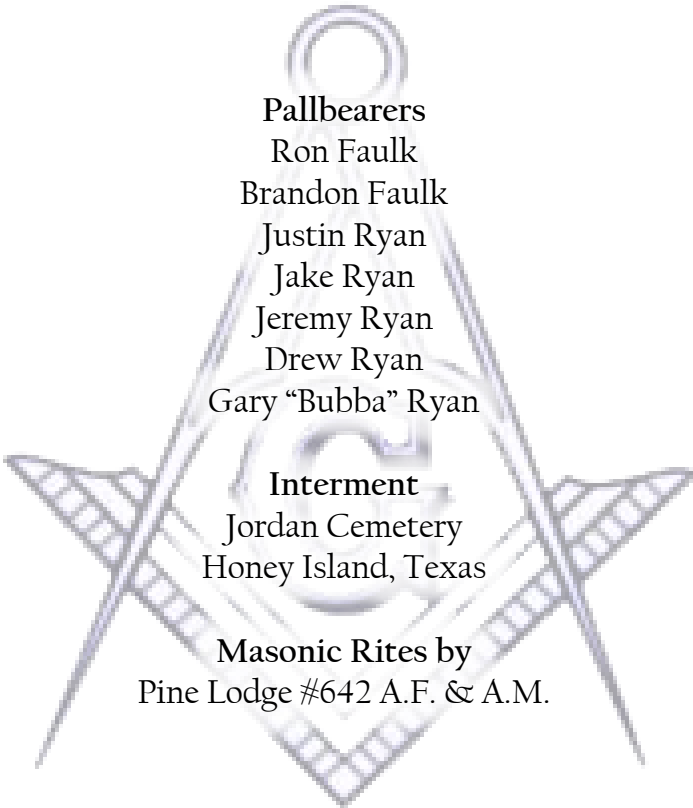 Pallbearers
Ron Faulk
Brandon Faulk
Justin Ryan
Jake Ryan
Jeremy Ryan
Drew Ryan
Gary “Bubba” Ryan
Interment
Jordan Cemetery
Honey Island, Texas
Masonic Rites by
Pine Lodge #642 A.F. & A.M.
G